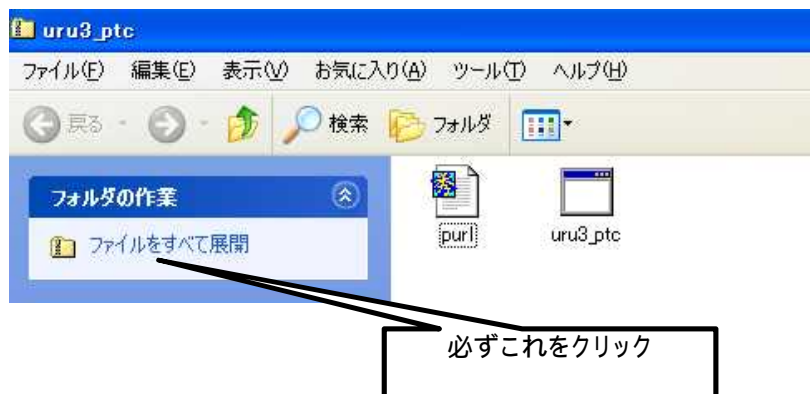 uru3_ptc
ファイル(F) 編集(E) 表示(V) お気に入り(A) ツール(T) ヘルプ(H)
戻る 検索 フォルダ
フォルダの作業
ファイルをすべて展開
purl uru3_ptc
必ずこれをクリック